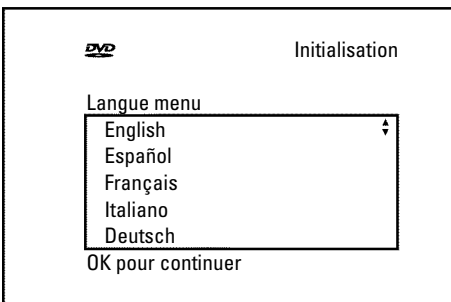 DVD
Initialisation
Langue menu
English
Español
Français
Italiano
Deutsch
OK pour continuer